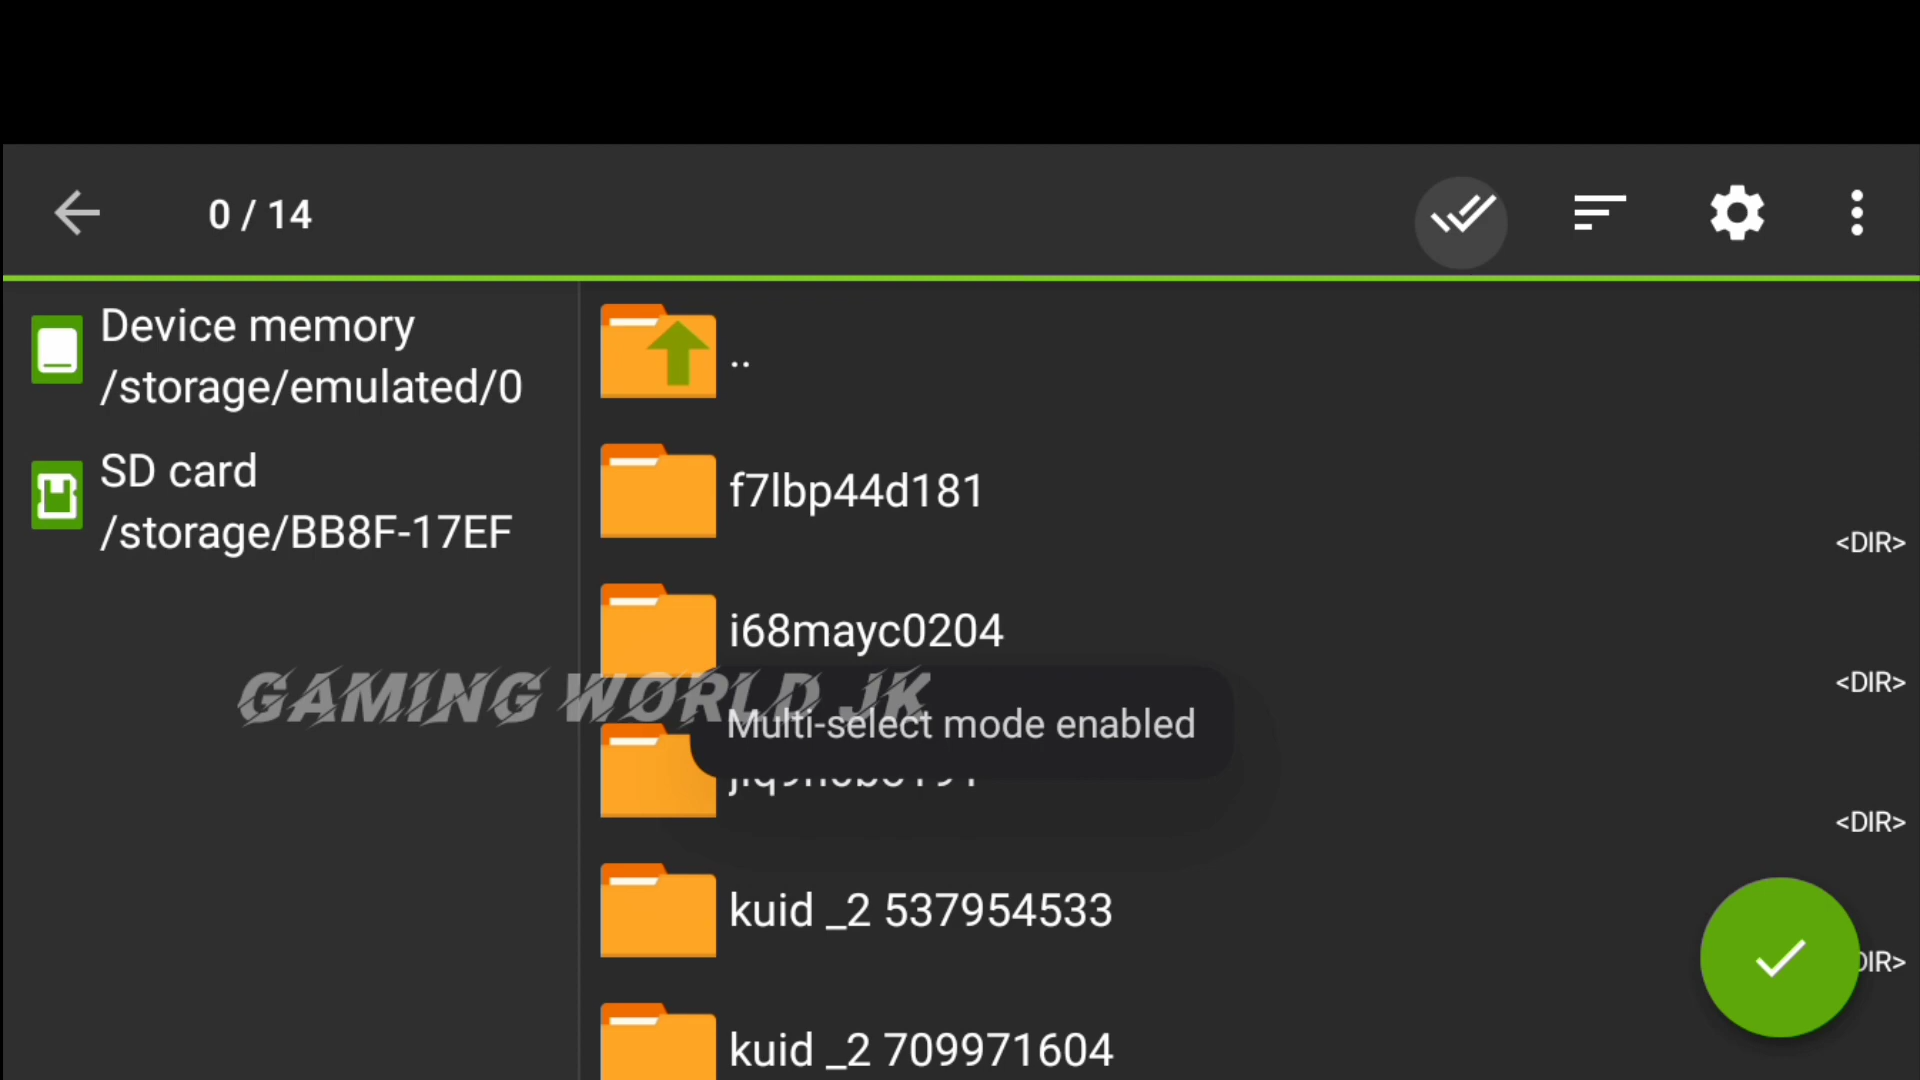 0 / 14
Device memory
/storage/emulated/0
SD card
/storage/BB8F-17EF
..
f7lbp44d181
<DIR>
i68mayc0204
<DIR>
GAMING WORLD JK
Multi-select mode enabled
<DIR>
kuid _2 537954533
DIR>
kuid _2 709971604